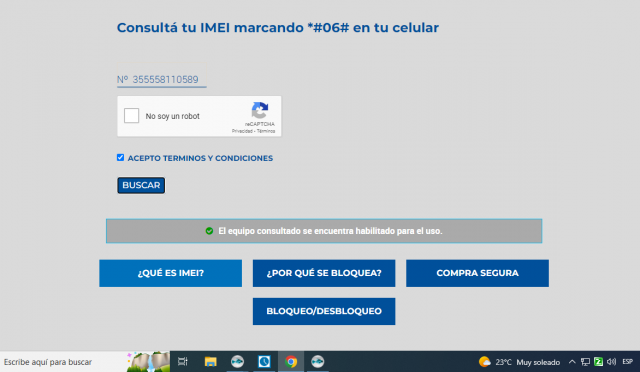 Consultá tu IMEI marcando *#06# en tu celular
Nº 355558110589
No soy un robot
reCAPTCHA
Privacidad - Términos
ACEPTO TERMINOS Y CONDICIONES
BUSCAR
El equipo consultado se encuentra habilitado para el uso.
¿QUÉ ES IMEI?
¿POR QUÉ SE BLOQUEA?
COMPRA SEGURA
BLOQUEO/DESBLOQUEO
Escribe aquí para buscar
23°C Muy soleado
ESP